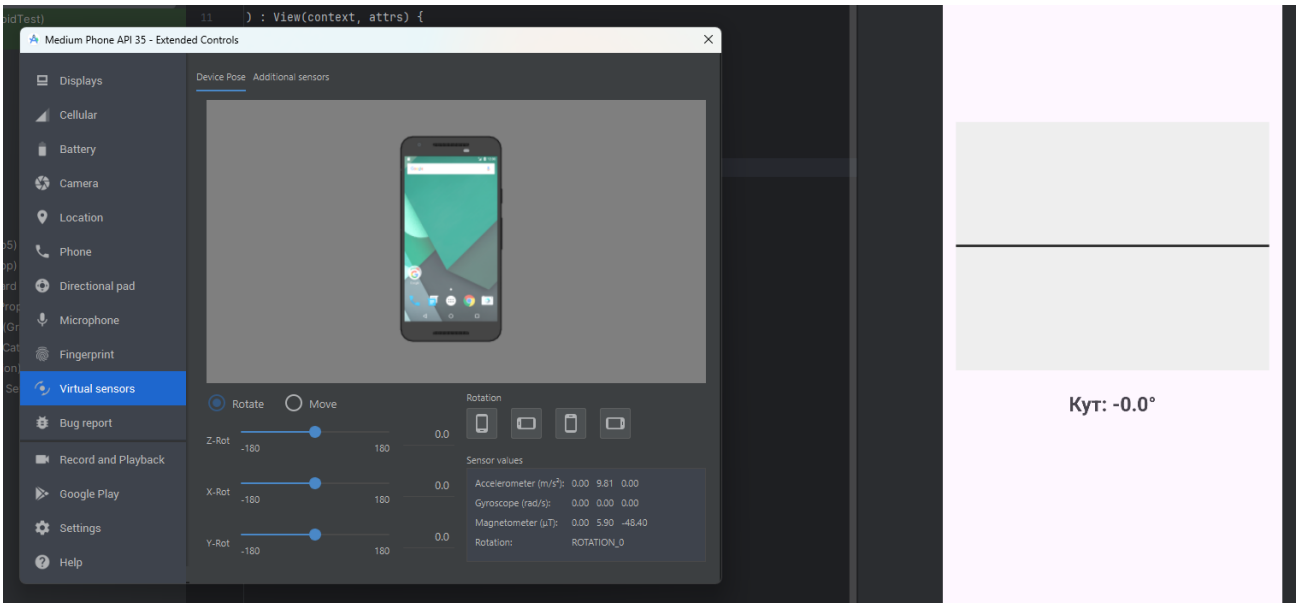 oidTest)
11 ) : View(context, attrs) {
Medium Phone API 35 - Extended Controls
Displays
Cellular
Battery
Camera
Location
Phone
Directional pad
Microphone
Fingerprint
Virtual sensors
Bug report
Record and Playback
Google Play
Settings
Help
Device Pose Additional sensors
Rotate Move
Z-Rot -180 180 0.0
X-Rot -180 180 0.0
Y-Rot -180 180 0.0
Rotation
Sensor values
Accelerometer (m/s²): 0.00 9.81 0.00
Gyroscope (rad/s): 0.00 0.00 0.00
Magnetometer (μT): 0.00 5.90 -48.40
Rotation: ROTATION_0
Кут: -0.0°